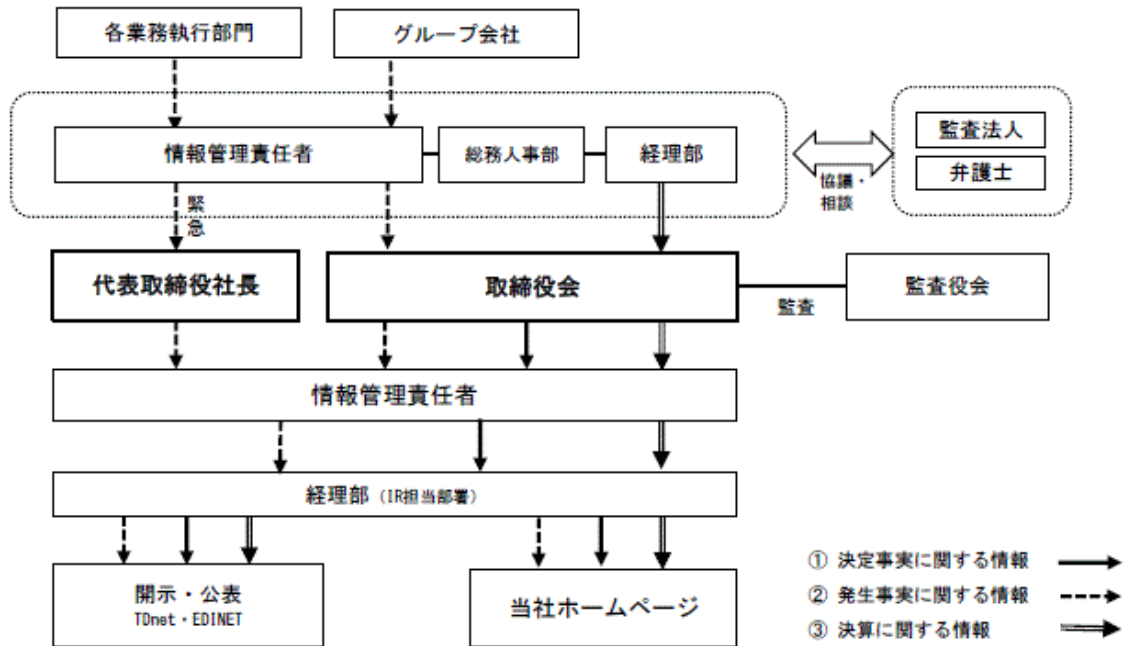 各業務執行部門
グループ会社
情報管理責任者
総務人事部
経理部
監査法人
弁護士
協議・
相談
緊
急
代表取締役社長
取締役会
監査
監査役会
情報管理責任者
経理部（IR担当部署）
開示・公表
TDnet・EDINET
当社ホームページ
① 決定事実に関する情報
② 発生事実に関する情報
③ 決算に関する情報